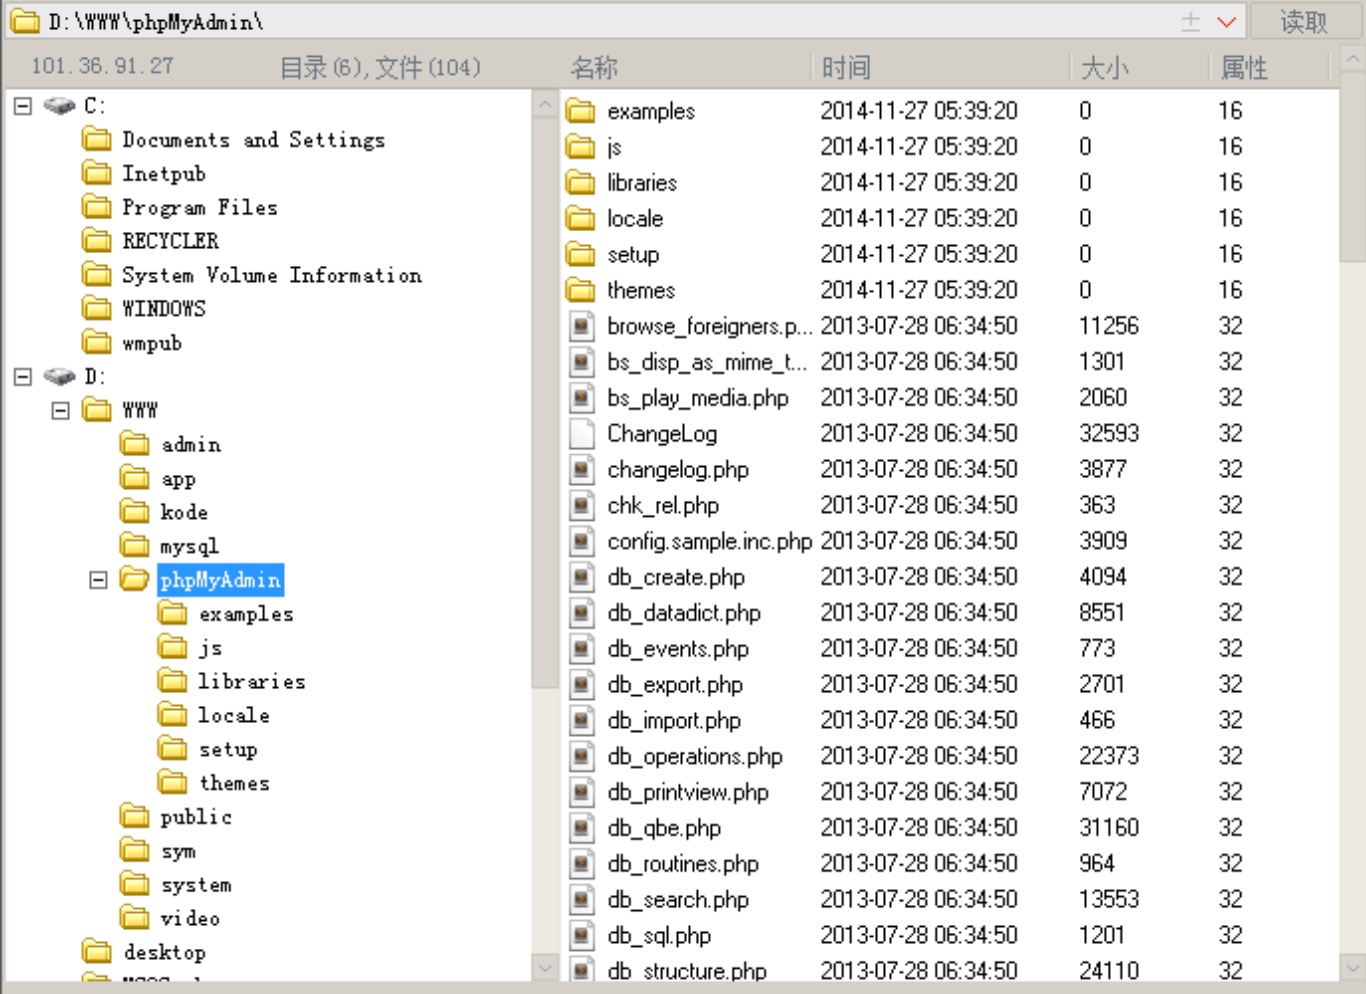 D:\WWW\phpMyAdmin\
读取
101.36.91.27 目录(6),文件(104)
名称 时间 大小 属性
C:
Documents and Settings
Inetpub
Program Files
RECYCLER
System Volume Information
WINDOWS
wmpub
D:
WWW
admin
app
kode
mysql
phpMyAdmin
examples
js
libraries
locale
setup
themes
public
sym
system
video
desktop
examples 2014-11-27 05:39:20 0 16
js 2014-11-27 05:39:20 0 16
libraries 2014-11-27 05:39:20 0 16
locale 2014-11-27 05:39:20 0 16
setup 2014-11-27 05:39:20 0 16
themes 2014-11-27 05:39:20 0 16
browse_foreigners.p... 2013-07-28 06:34:50 11256 32
bs_disp_as_mime_t... 2013-07-28 06:34:50 1301 32
bs_play_media.php 2013-07-28 06:34:50 2060 32
ChangeLog 2013-07-28 06:34:50 32593 32
changelog.php 2013-07-28 06:34:50 3877 32
chk_rel.php 2013-07-28 06:34:50 363 32
config.sample.inc.php 2013-07-28 06:34:50 3909 32
db_create.php 2013-07-28 06:34:50 4094 32
db_datadict.php 2013-07-28 06:34:50 8551 32
db_events.php 2013-07-28 06:34:50 773 32
db_export.php 2013-07-28 06:34:50 2701 32
db_import.php 2013-07-28 06:34:50 466 32
db_operations.php 2013-07-28 06:34:50 22373 32
db_printview.php 2013-07-28 06:34:50 7072 32
db_qbe.php 2013-07-28 06:34:50 31160 32
db_routines.php 2013-07-28 06:34:50 964 32
db_search.php 2013-07-28 06:34:50 13553 32
db_sql.php 2013-07-28 06:34:50 1201 32
db_structure.php 2013-07-28 06:34:50 24110 32